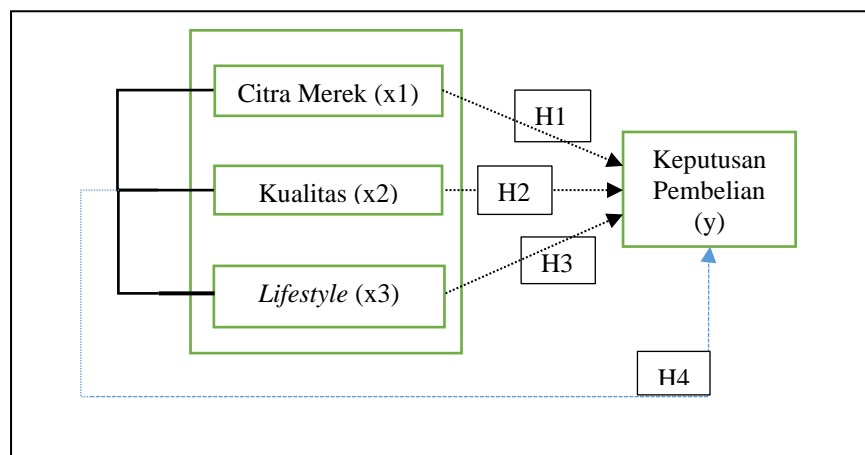 Citra Merek (x1)
H1
Keputusan
Pembelian
(y)
Kualitas (x2)
H2
H3
Lifestyle (x3)
H4